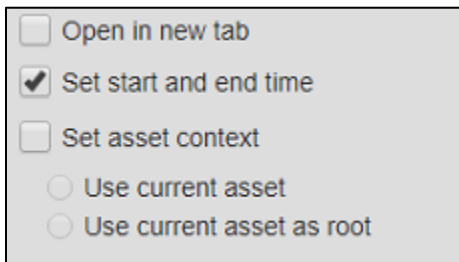 Open in new tab
Set start and end time
Set asset context
Use current asset
Use current asset as root